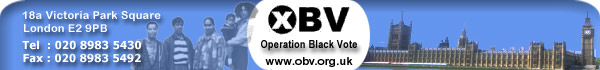 18a Victoria Park Square
London E2 9PB
Tel : 020 8983 5430
Fax : 020 8983 5492
xBV
Operation Black Vote
www.obv.org.uk